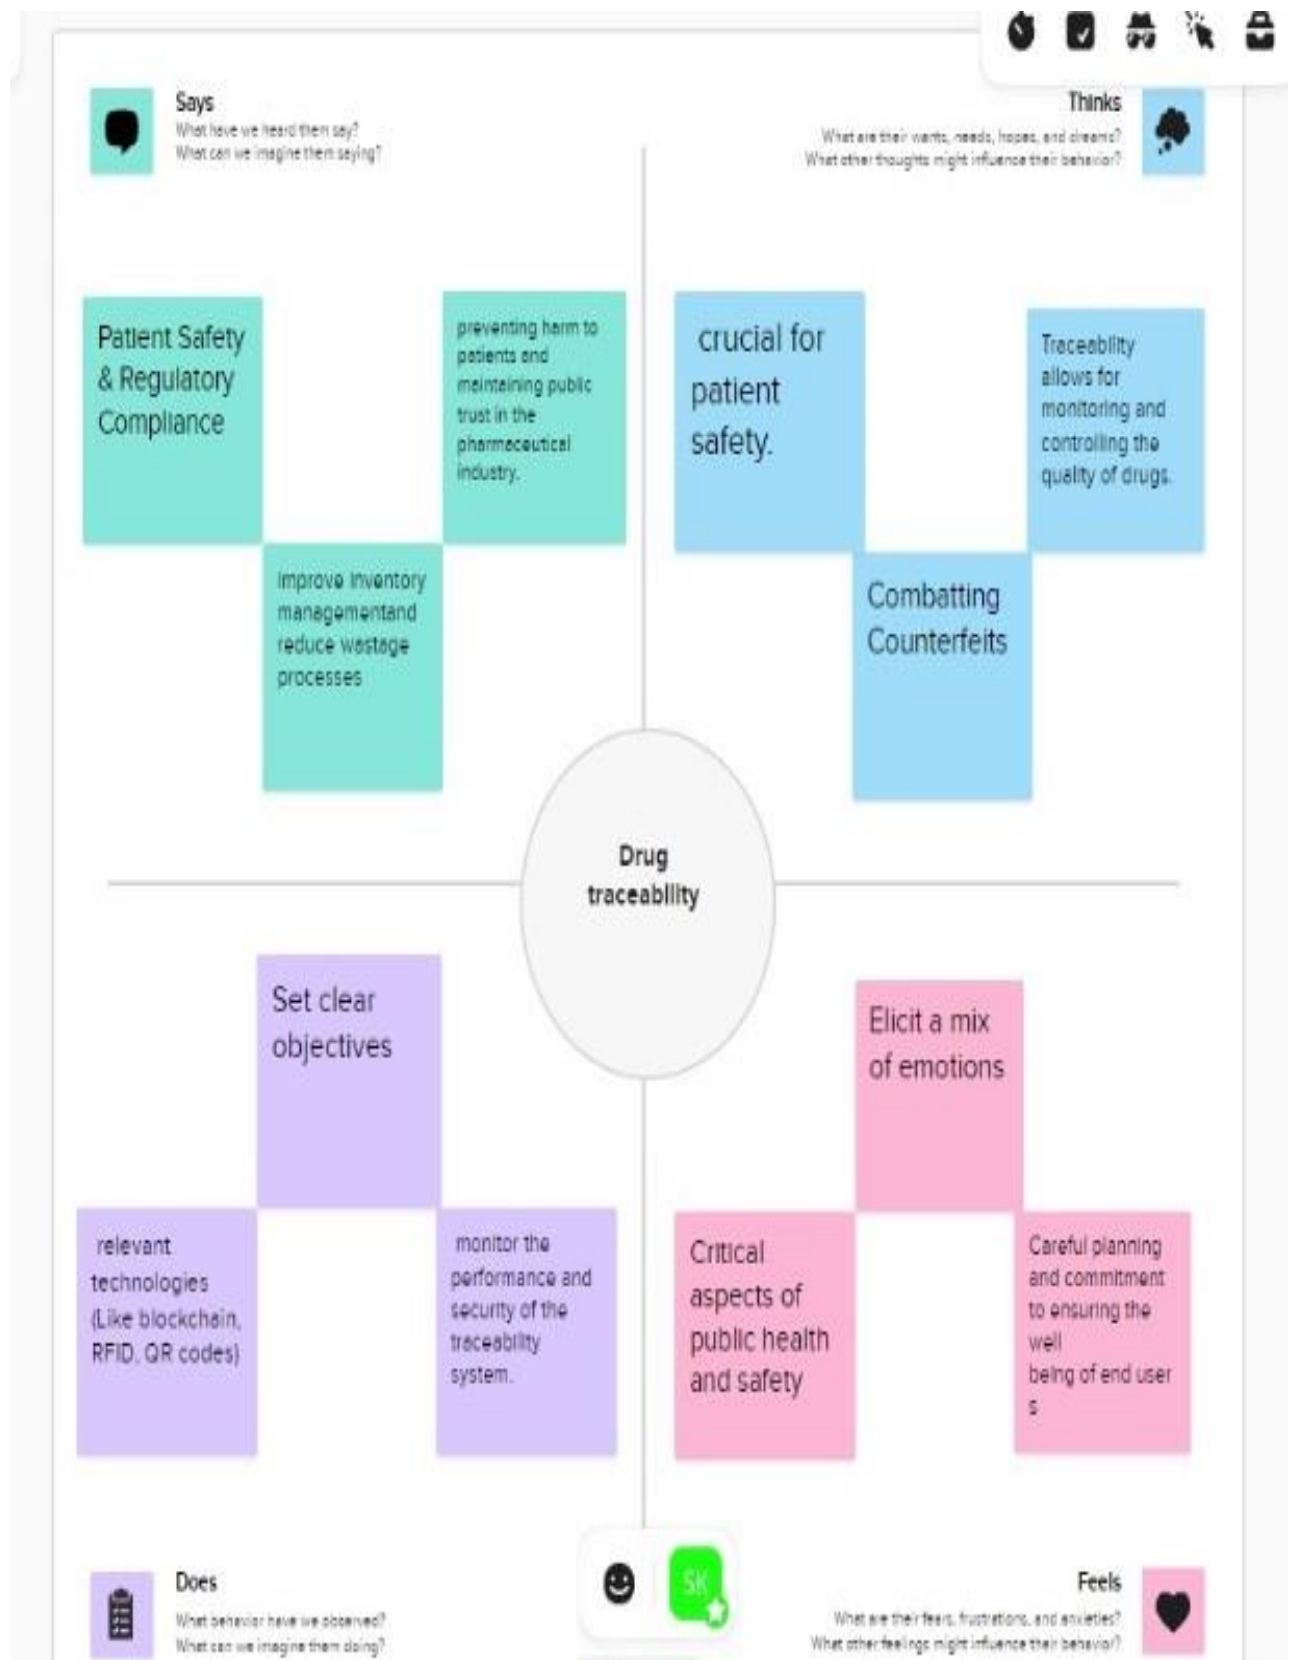 Says
What have we heard them say?
What can we imagine them saying?
Thinks
What are their wants, needs, hopes, and dreams?
What other thoughts might influence their behavior?
Patient Safety
& Regulatory
Compliance
preventing harm to
patients and
maintaining public
trust in the
pharmaceutical
industry.
improve inventory
managementand
reduce wastage
processes
crucial for
patient
safety.
Traceability
allows for
monitoring and
controlling the
quality of drugs.
Combatting
Counterfeits
Drug
traceability
Set clear
objectives
relevant
technologies
(Like blockchain,
RFID, QR codes)
monitor the
performance and
security of the
traceability
system.
Elicit a mix
of emotions
Critical
aspects of
public health
and safety
Careful planning
and commitment
to ensuring the
well
being of end user
s
Does
What behavior have we observed?
What can we imagine them doing?
SK
Feels
What are their fears, frustrations, and anxieties?
What other feelings might influence their behavior?